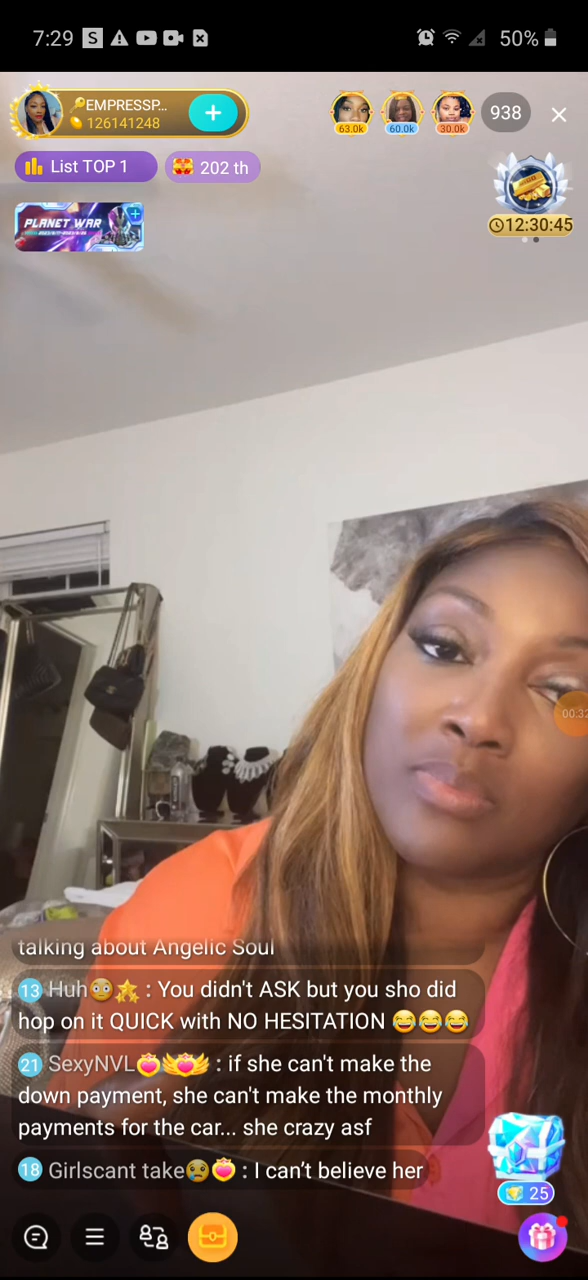 7:29
S
50%
EMPRESSP...
126141248
+
63.0k
60.0k
30.0k
938
List TOP 1
202 th
PLANET WAR
12:30:45
00:32
talking about Angelic Soul
13 Huh😳🌟 : You didn't ASK but you sho did
hop on it QUICK with NO HESITATION 😂😂😂
21 SexyNVL : if she can't make the
down payment, she can't make the monthly
payments for the car... she crazy asf
18 Girlscant take😢 : I can't believe her
25